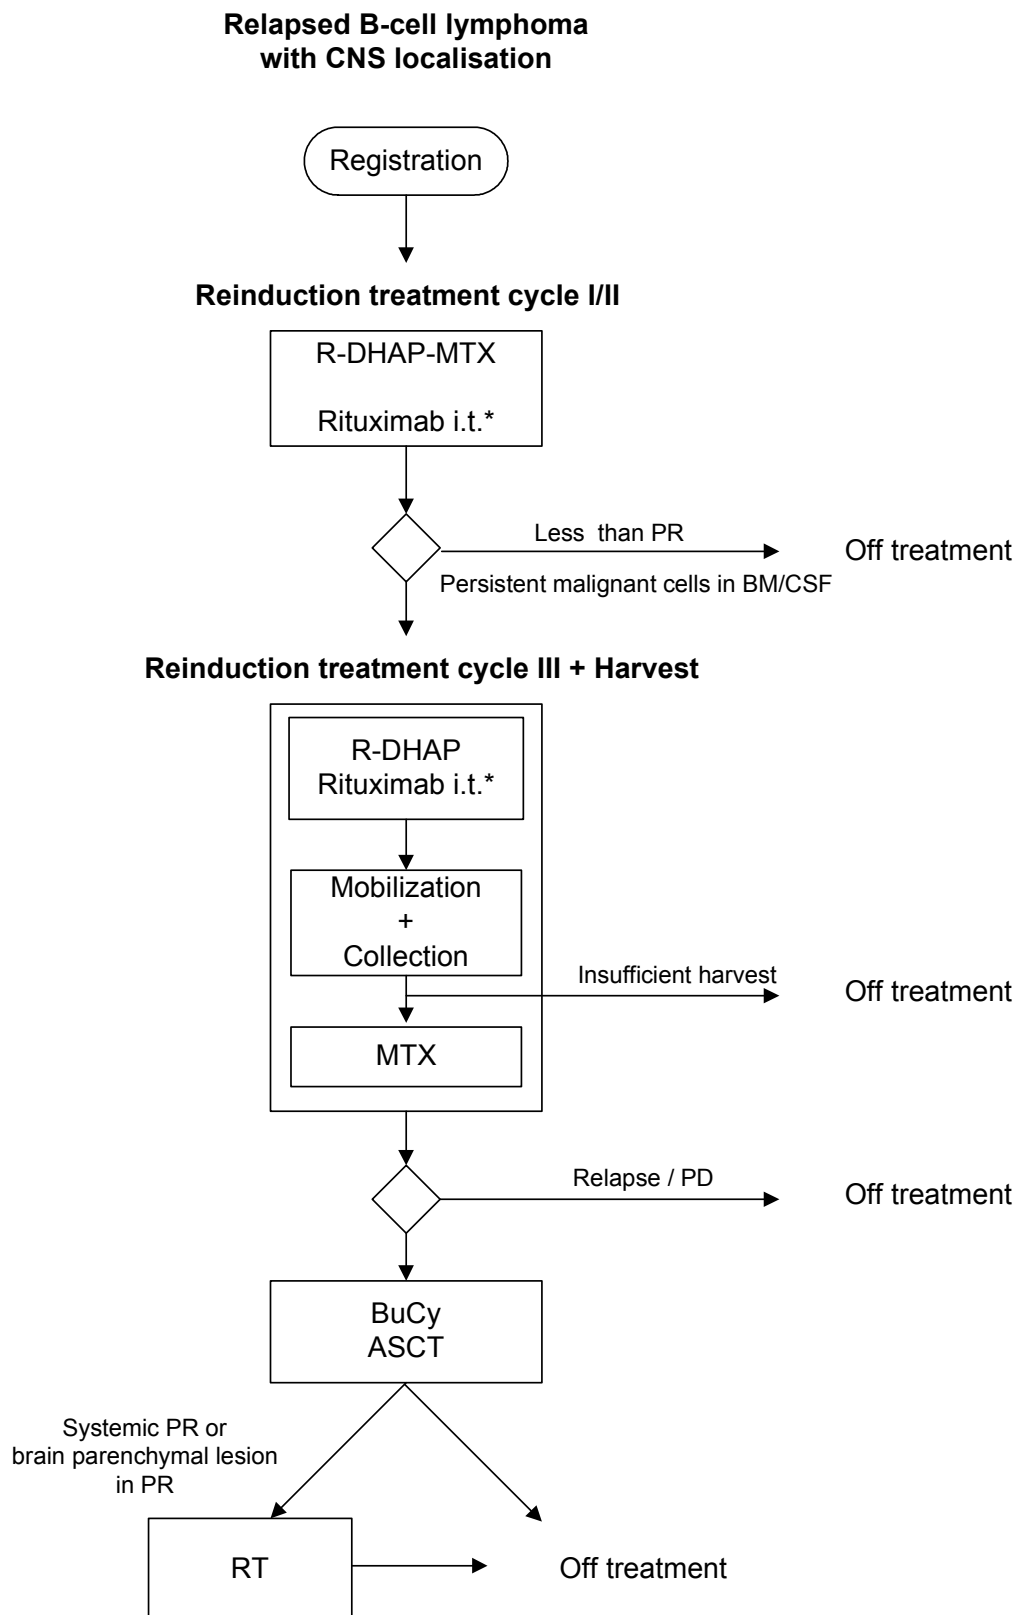 Relapsed B-cell lymphoma
with CNS localisation
Registration
Reinduction treatment cycle I/II
R-DHAP-MTX
Rituximab i.t.*
Less than PR
Off treatment
Persistent malignant cells in BM/CSF
Reinduction treatment cycle III + Harvest
R-DHAP
Rituximab i.t.*
Mobilization
+
Collection
Insufficient harvest
Off treatment
MTX
Relapse / PD
Off treatment
BuCy
ASCT
Systemic PR or
brain parenchymal lesion
in PR
RT
Off treatment